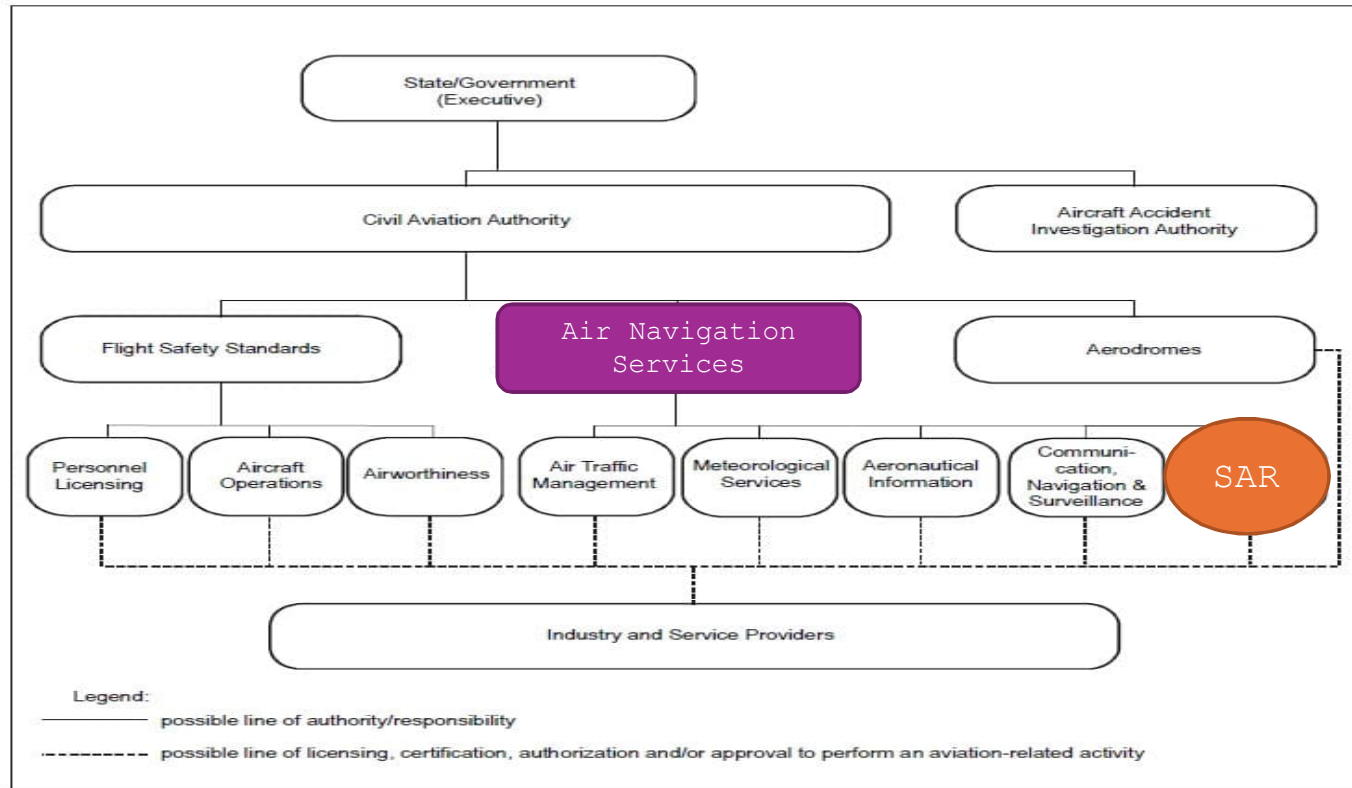 State/Government
(Executive)
Civil Aviation Authority
Aircraft Accident
Investigation Authority
Flight Safety Standards
Air Navigation
Services
Aerodromes
Personnel
Licensing
Aircraft
Operations
Airworthiness
Air Traffic
Management
Meteorological
Services
Aeronautical
Information
Communi-
cation,
Navigation &
Surveillance
SAR
Industry and Service Providers
Legend:
possible line of authority/responsibility
possible line of licensing, certification, authorization and/or approval to perform an aviation-related activity